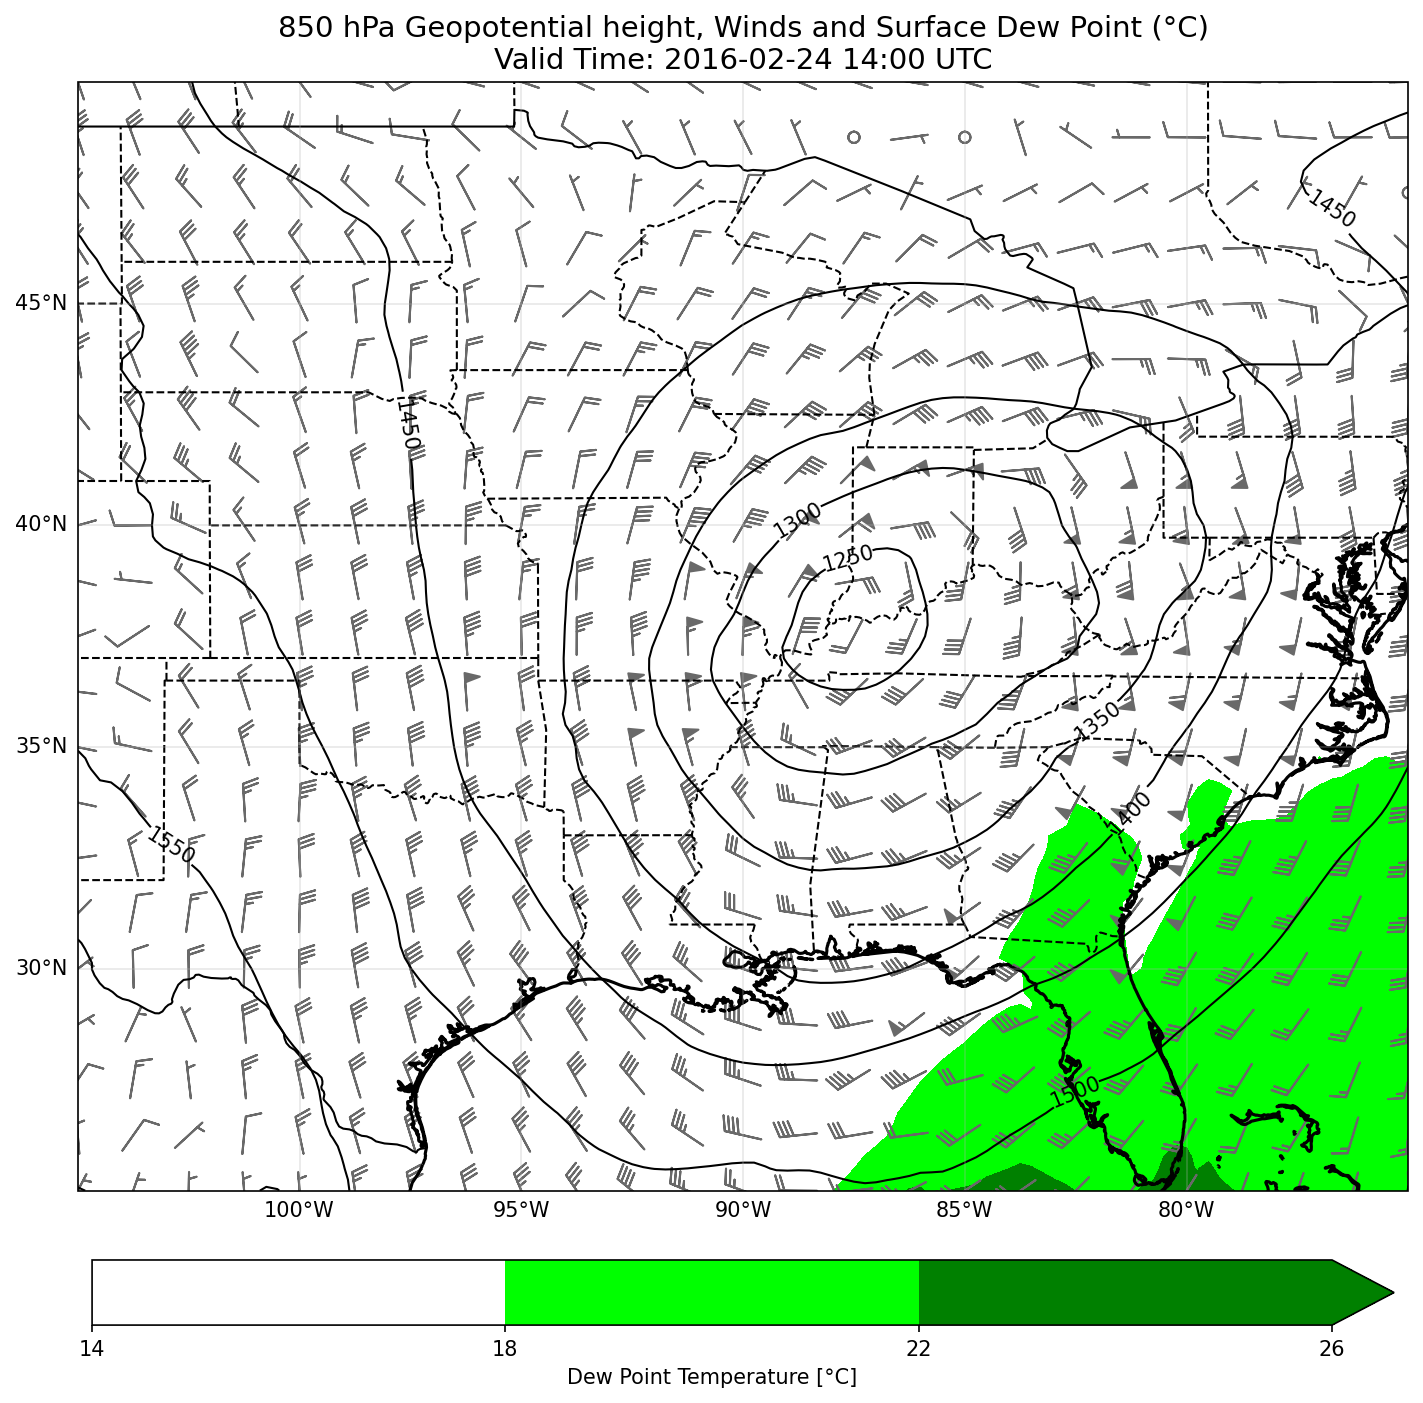 850 hPa Geopotential height, Winds and Surface Dew Point (°C)
Valid Time: 2016-02-24 14:00 UTC
1450
45°N
1450
40°N
1300
1250
35°N
1350
1400
1550
30°N
1500
100°W 95°W 90°W 85°W 80°W
14 18 22 26
Dew Point Temperature [°C]